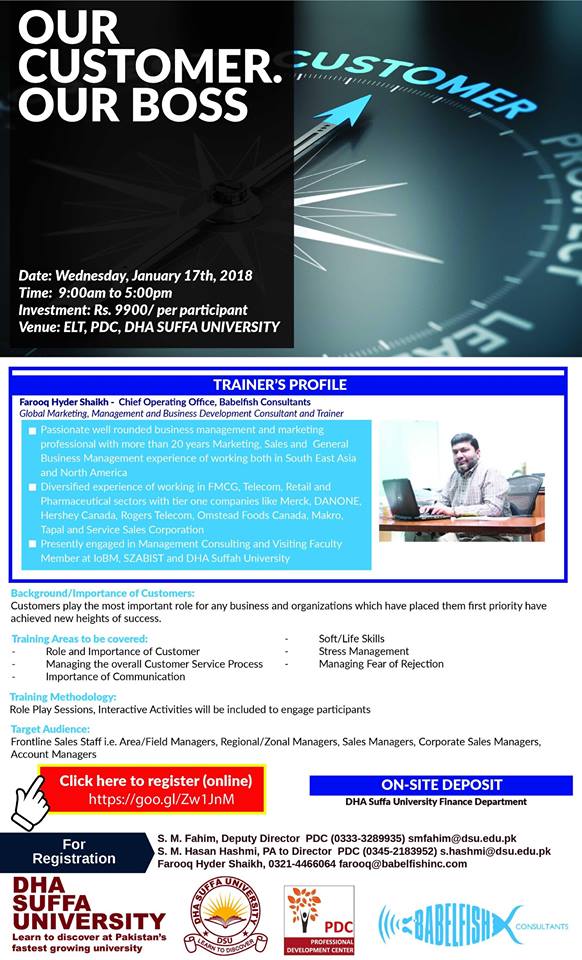 OUR
CUSTOMER.
OUR BOSS
CUSTOMER
Date: Wednesday, January 17th, 2018
Time: 9:00am to 5:00pm
Investment: Rs. 9900/ per participant
Venue: ELT, PDC, DHA SUFFA UNIVERSITY
TRAINER'S PROFILE
Farooq Hyder Shaikh - Chief Operating Office, Babelfish Consultants
Global Marketing, Management and Business Development Consultant and Trainer
Passionate well rounded business management and marketing
professional with more than 20 years Marketing, Sales and General
Business Management experience of working both in South East Asia
and North America
Diversified experience of working in FMCG, Telecom, Retail and
Pharmaceutical sectors with tier one companies like Merck, DANONE,
Hershey Canada, Rogers Telecom, Omstead Foods Canada, Makro,
Tapal and Service Sales Corporation
Presently engaged in Management Consulting and Visiting Faculty
Member at IoBM, SZABIST and DHA Suffah University
Background/Importance of Customers:
Customers play the most important role for any business and organizations which have placed them first priority have
achieved new heights of success.
Training Areas to be covered:
- Role and Importance of Customer
- Managing the overall Customer Service Process
- Importance of Communication
- Soft/Life Skills
- Stress Management
- Managing Fear of Rejection
Training Methodology:
Role Play Sessions, Interactive Activities will be included to engage participants
Target Audience:
Frontline Sales Staff i.e. Area/Field Managers, Regional/Zonal Managers, Sales Managers, Corporate Sales Managers,
Account Managers
Click here to register (online)
https://goo.gl/Zw1JnM
ON-SITE DEPOSIT
DHA Suffa University Finance Department
For
Registration
S. M. Fahim, Deputy Director PDC (0333-3289935) smfahim@dsu.edu.pk
S. M. Hasan Hashmi, PA to Director PDC (0345-2183952) s.hashmi@dsu.edu.pk
Farooq Hyder Shaikh, 0321-4466064 farooq@babelfishinc.com
DHA
SUFFA
UNIVERSITY
Learn to discover at Pakistan's
fastest growing university
DHA SUFFA UNIVERSITY
DSU
LEARN TO DISCOVER
PDC
PROFESSIONAL
DEVELOPMENT CENTER
BABELFISH
CONSULTANTS